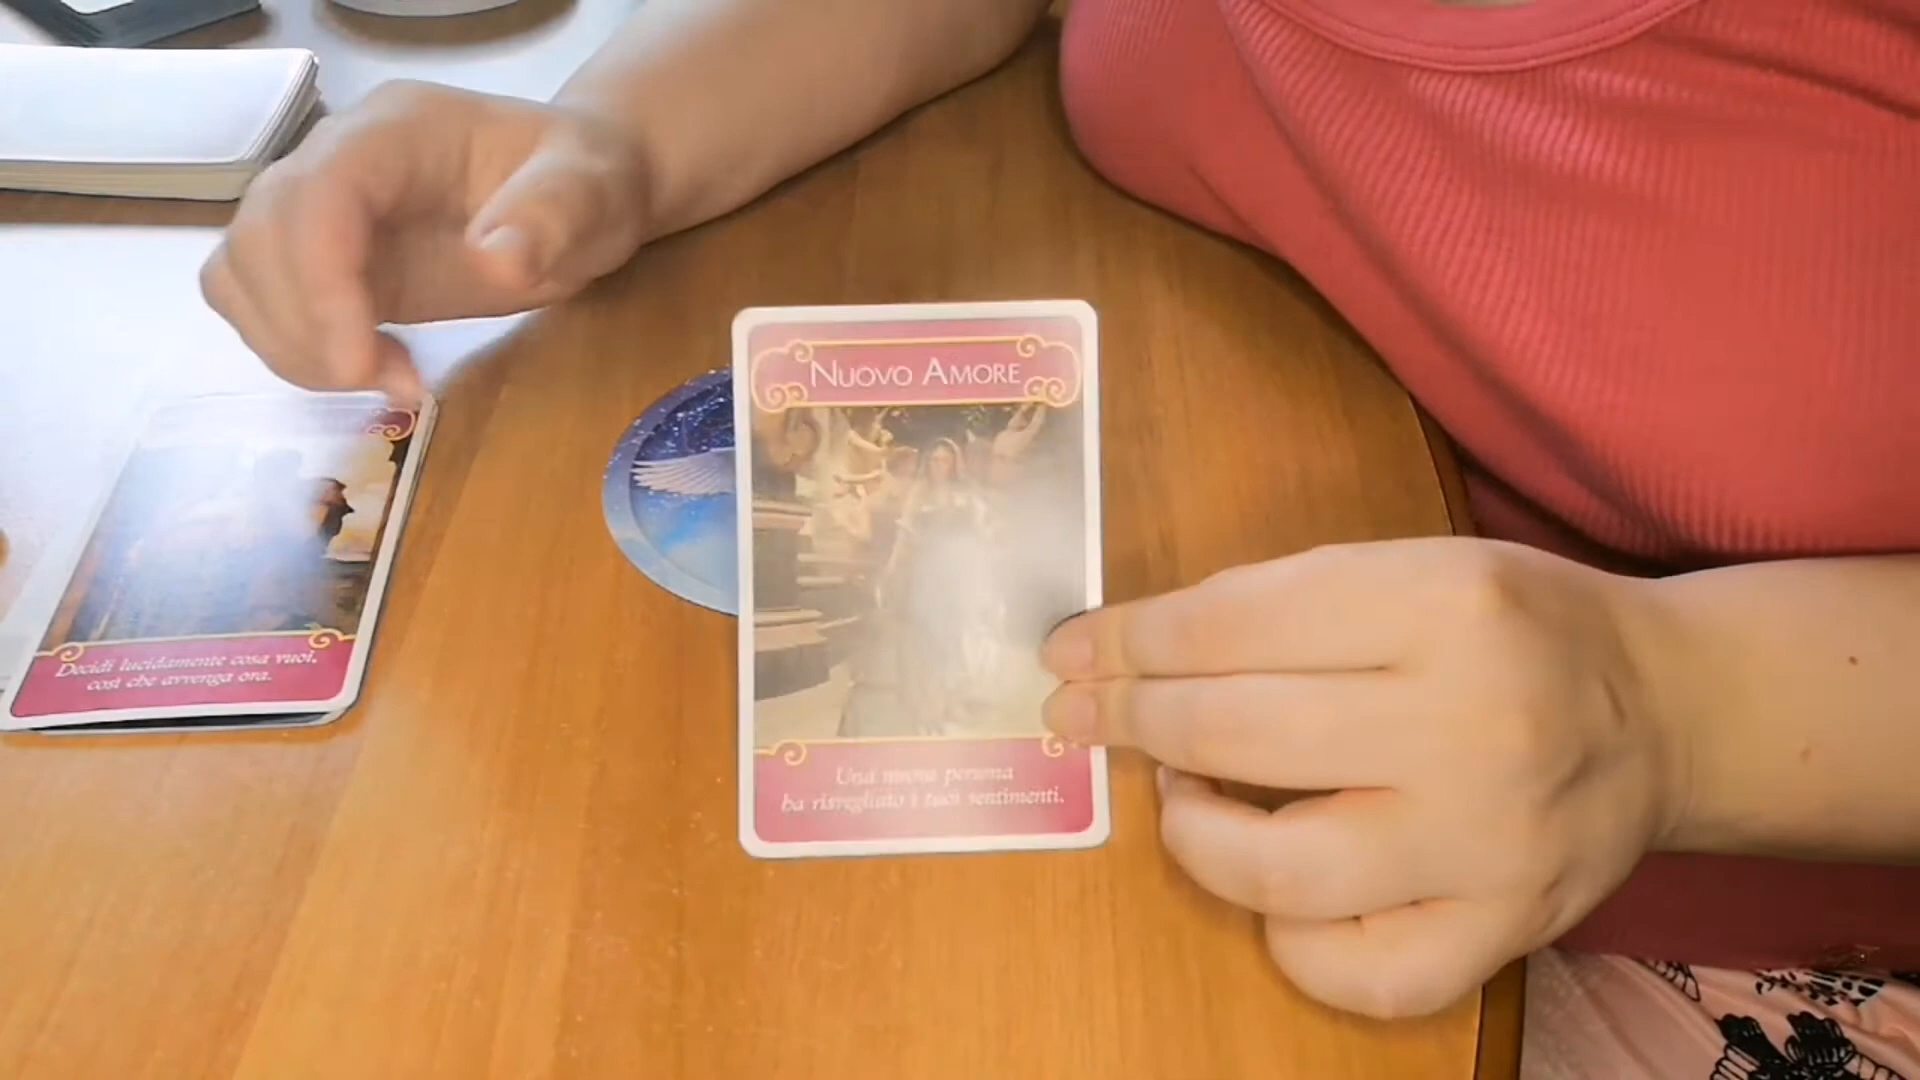 NUOVO AMORE
Una nuova persona
ha risvegliato i tuoi sentimenti.
Decidi lucidamente cosa vuoi,
così che avvenga ora.